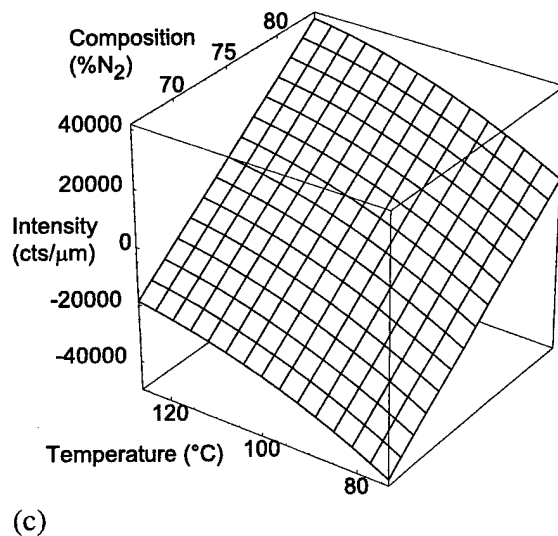 Composition
(%N2)
80
75
70
40000
20000
Intensity
(cts/μm)
0
-20000
-40000
120
100
80
Temperature (°C)
(c)